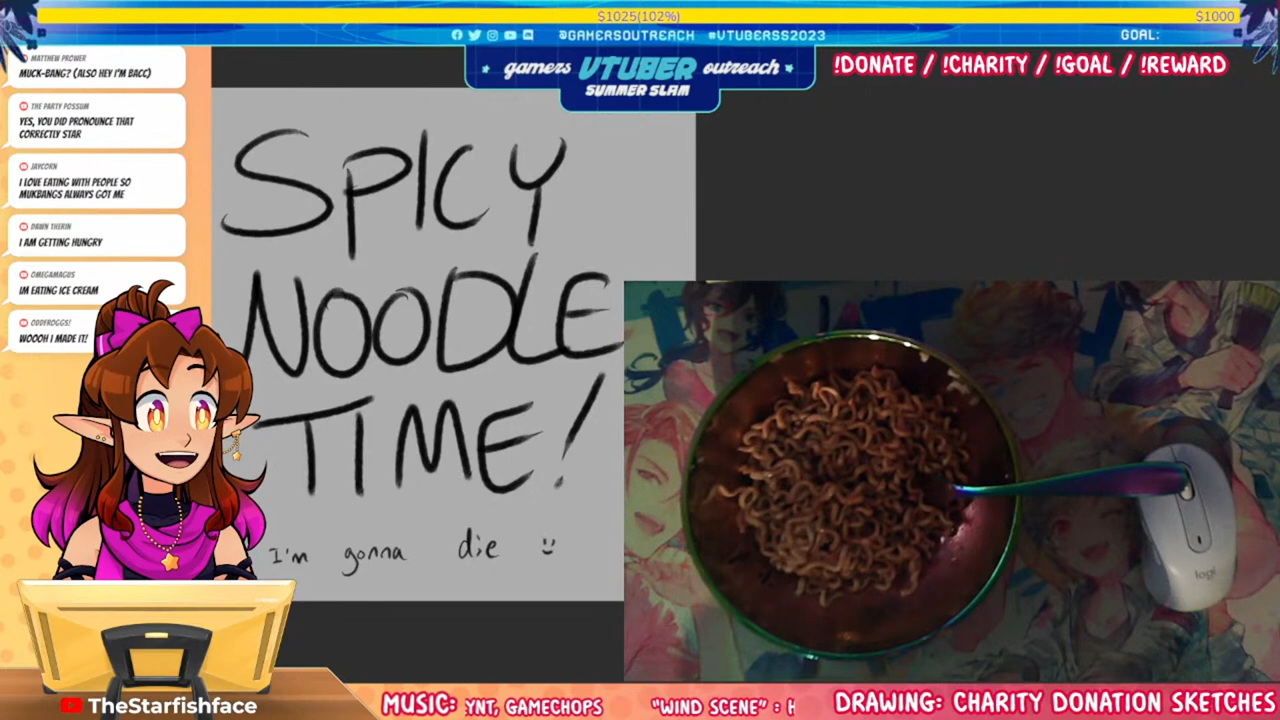 $1025(102%)
$1000
@GAMERSOUTREACH #VTUBERSS2023
GOAL:
gamers VTUBER outreach
SUMMER SLAM
!DONATE / !CHARITY / !GOAL / !REWARD
MATTHEW PROWER
MUCK-BANG? (ALSO HEY I'M BACC)
THE PARTY POSSUM
YES, YOU DID PRONOUNCE THAT
CORRECTLY STAR
JAYCORN
I LOVE EATING WITH PEOPLE SO
MUKBANGS ALWAYS GOT ME
DAWN THERIN
I AM GETTING HUNGRY
OMEGAMAGUS
IM EATING ICE CREAM
ODDFROGGS!
WOOOH I MADE IT!
SPICY
NOODLE
TIME!
I'm gonna die
logi
TheStarfishface
MUSIC: YNT, GAMECHOPS "WIND SCENE" : H
DRAWING: CHARITY DONATION SKETCHES